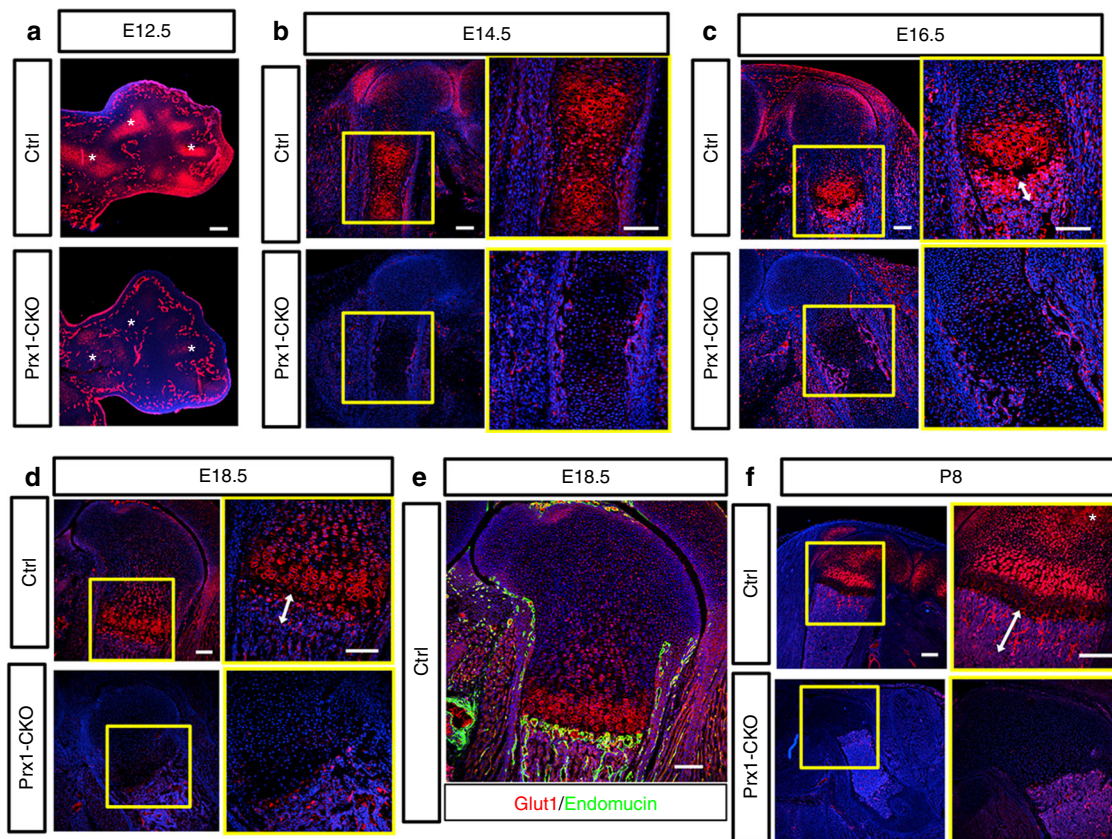 a
E12.5
Ctrl
*
*
*
Prx1-CKO
*
*
*
b
E14.5
Ctrl
Prx1-CKO
c
E16.5
Ctrl
Prx1-CKO
d
E18.5
Ctrl
Prx1-CKO
e
E18.5
Ctrl
Glut1/Endomucin
f
P8
Ctrl
*
Prx1-CKO